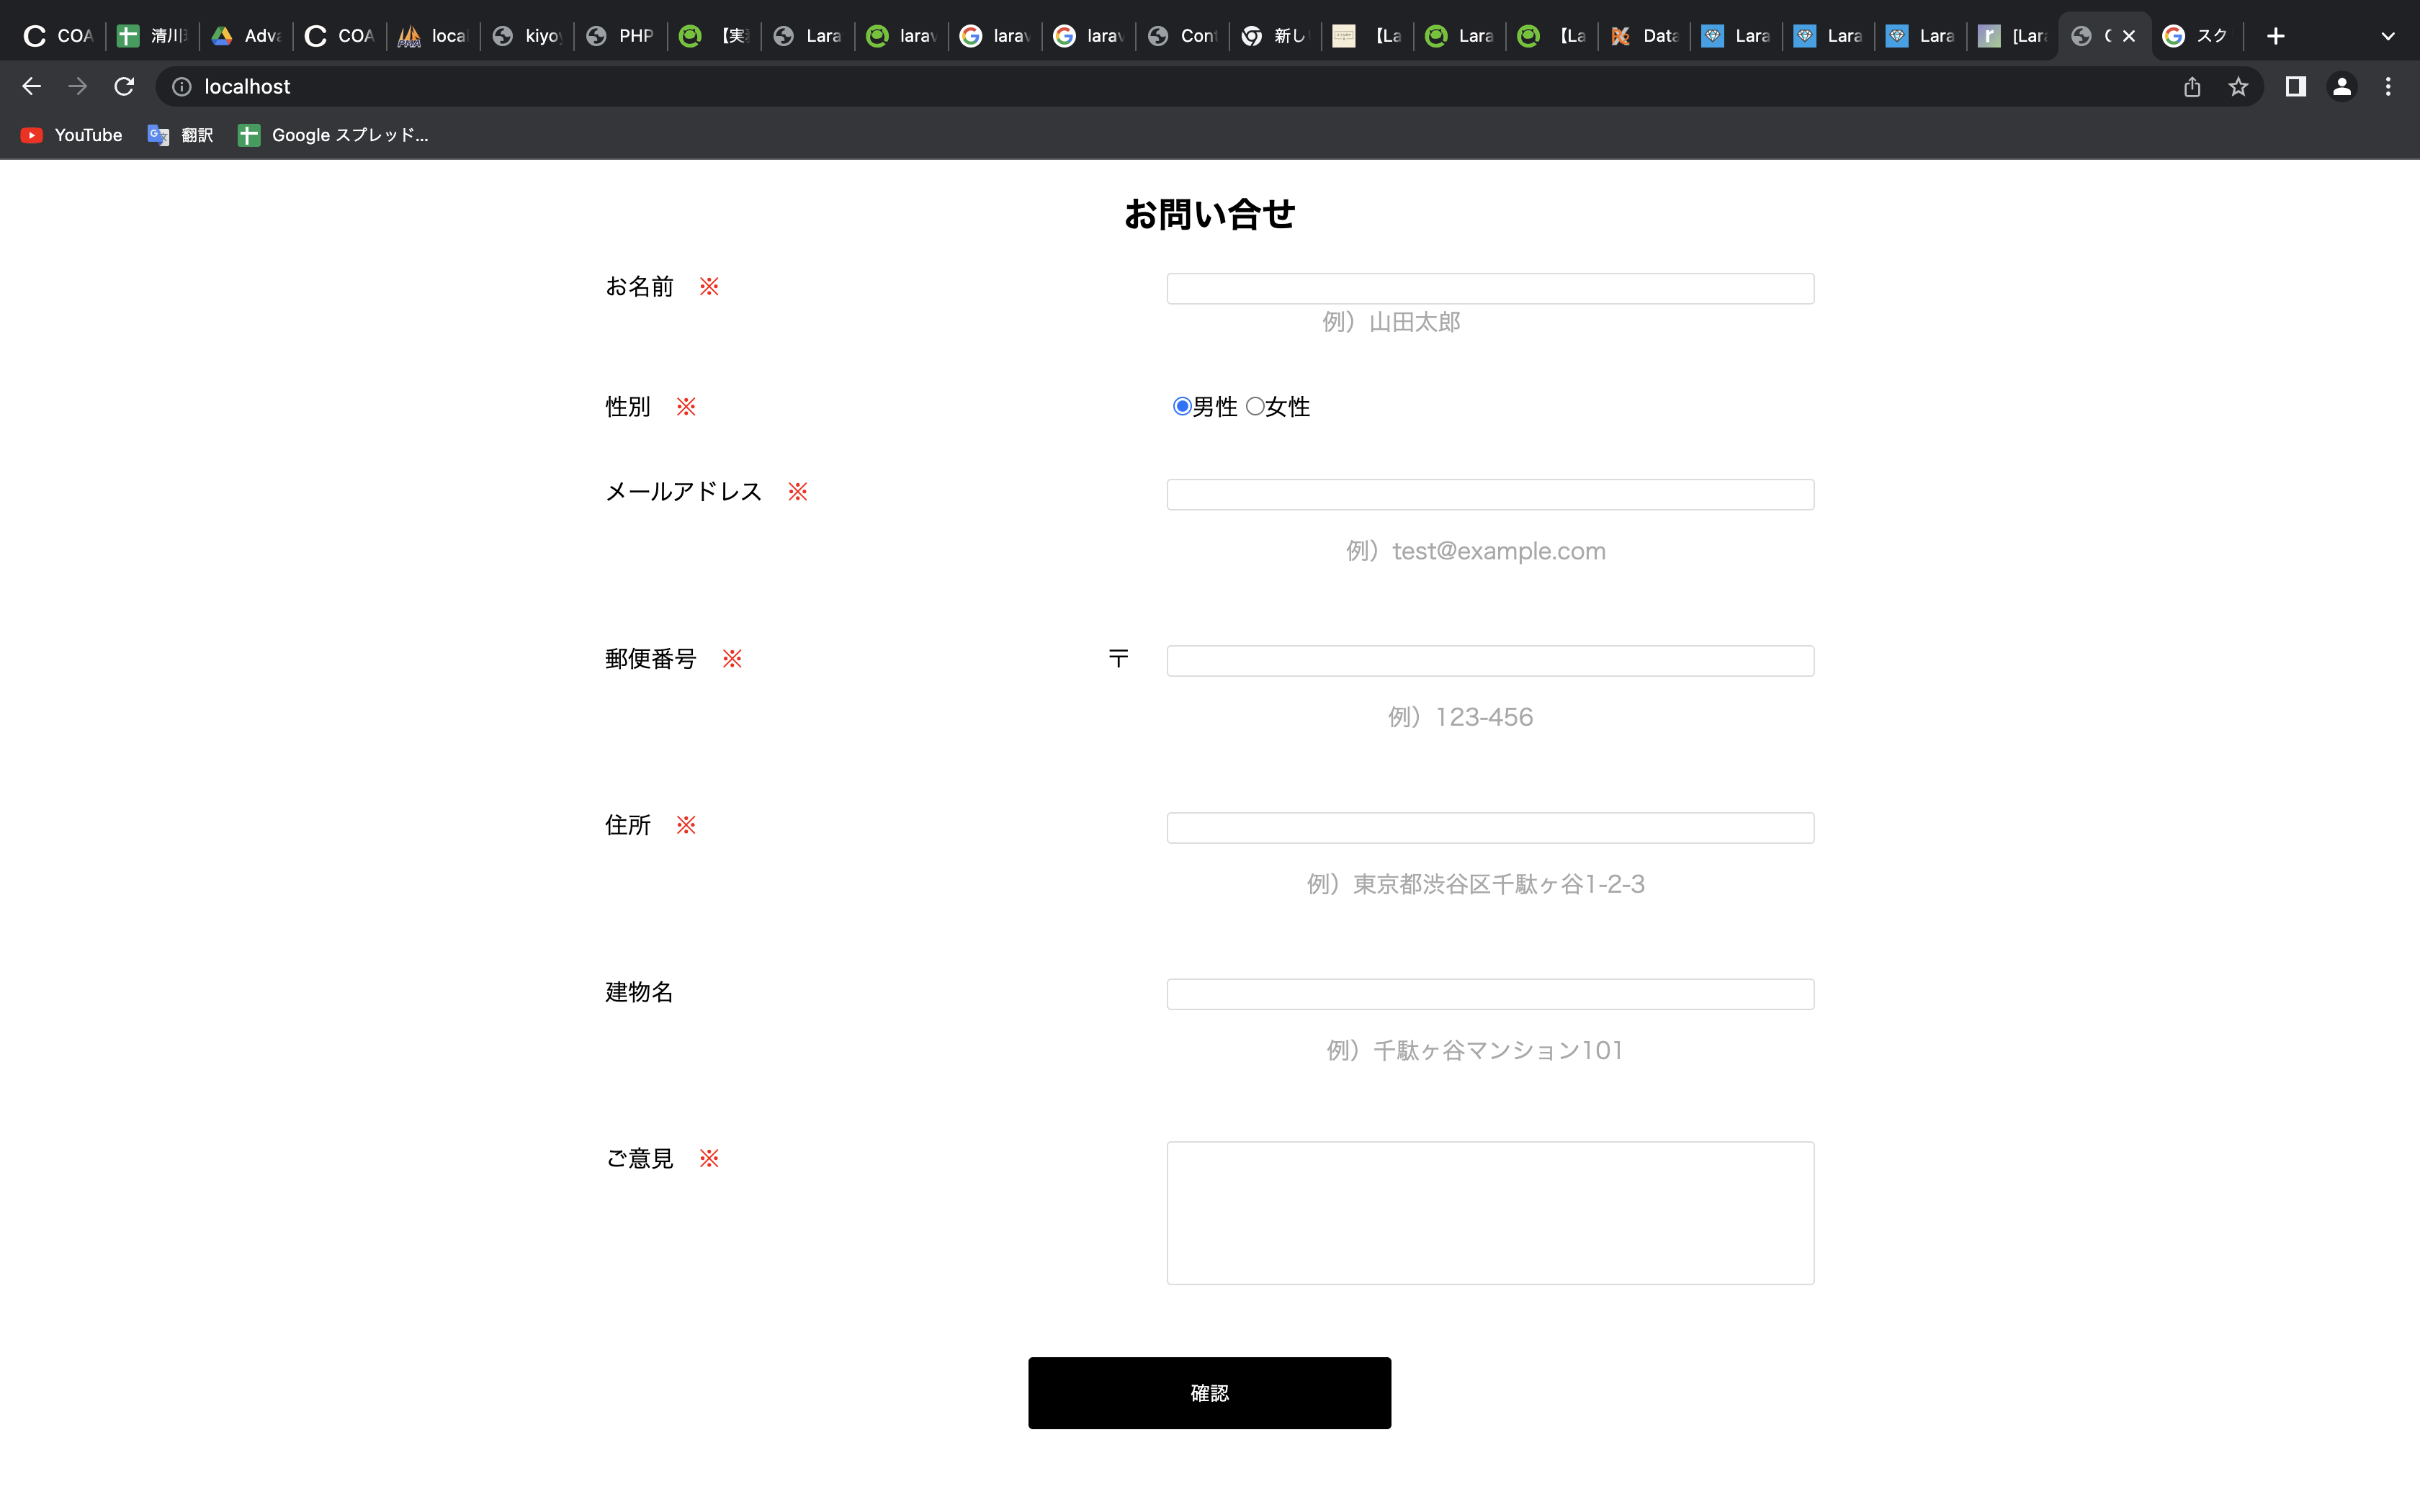 COA 清川 Adva COA local kiyo PHP 【実 Lara larav larav larav Cont 新し 【La Lara 【La Data Lara Lara Lara [Lara スク
localhost
YouTube 翻訳 Google スプレッド...
お問い合せ
お名前 ※
例）山田太郎
性別 ※ 男性 女性
メールアドレス ※
例）test@example.com
郵便番号 ※ 〒
例）123-456
住所 ※
例）東京都渋谷区千駄ヶ谷1-2-3
建物名
例）千駄ヶ谷マンション101
ご意見 ※
確認